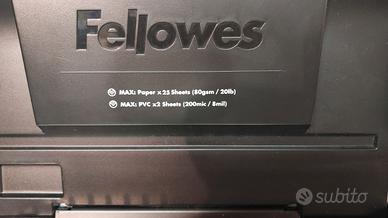 Fellowes
MAX: Paper x 25 Sheets (80gsm / 20lb)
MAX: PVC x2 Sheets (200mic / 8mil)
subito